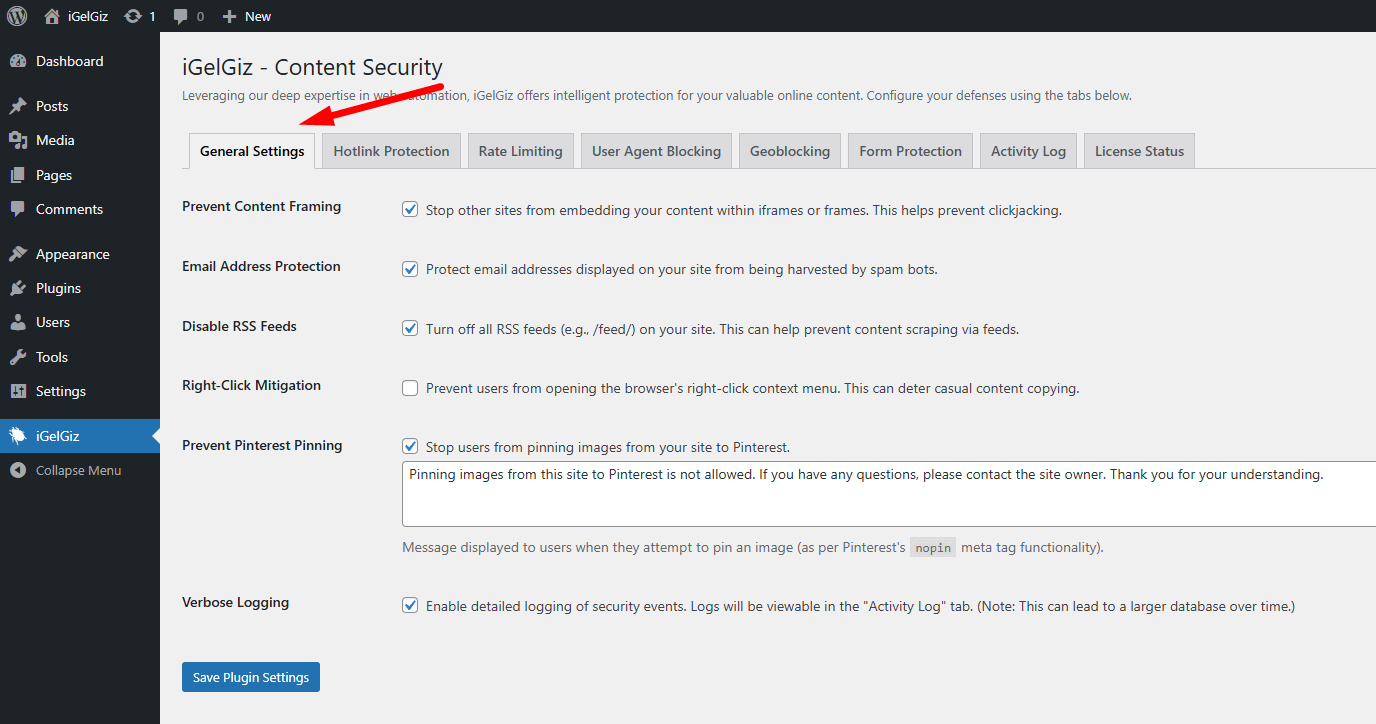 iGelGiz 1 0 New
Dashboard
Posts
Media
Pages
Comments
Appearance
Plugins
Users
Tools
Settings
iGelGiz
Collapse Menu
iGelGiz - Content Security
Leveraging our deep expertise in web automation, iGelGiz offers intelligent protection for your valuable online content. Configure your defenses using the tabs below.
General Settings Hotlink Protection Rate Limiting User Agent Blocking Geoblocking Form Protection Activity Log License Status
Prevent Content Framing Stop other sites from embedding your content within iframes or frames. This helps prevent clickjacking.
Email Address Protection Protect email addresses displayed on your site from being harvested by spam bots.
Disable RSS Feeds Turn off all RSS feeds (e.g., /feed/) on your site. This can help prevent content scraping via feeds.
Right-Click Mitigation Prevent users from opening the browser's right-click context menu. This can deter casual content copying.
Prevent Pinterest Pinning Stop users from pinning images from your site to Pinterest.
Pinning images from this site to Pinterest is not allowed. If you have any questions, please contact the site owner. Thank you for your understanding.
Message displayed to users when they attempt to pin an image (as per Pinterest's nopin meta tag functionality).
Verbose Logging Enable detailed logging of security events. Logs will be viewable in the "Activity Log" tab. (Note: This can lead to a larger database over time.)
Save Plugin Settings